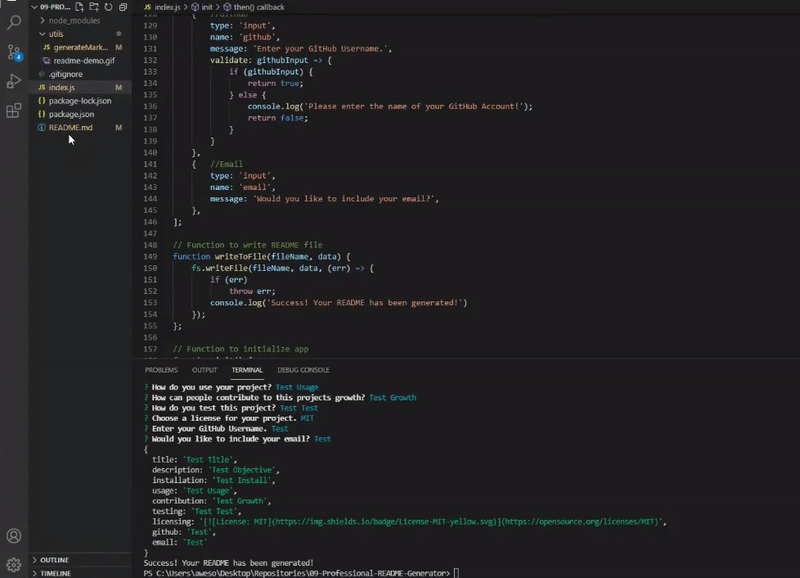 09-PRO...
node_modules
utils
generateMark... M
readme-demo.gif
.gitignore
index.js M
package-lock.json
package.json
README.md M
OUTLINE
TIMELINE
index.js > init > then() callback
128 { //GitHub
129 type: 'input',
130 name: 'github',
131 message: 'Enter your GitHub Username.',
132 validate: githubInput => {
133 if (githubInput) {
134 return true;
135 } else {
136 console.log('Please enter the name of your GitHub Account!');
137 return false;
138 }
139 }
140 },
141 { //Email
142 type: 'input',
143 name: 'email',
144 message: 'Would you like to include your email?',
145 },
146 ];
147
148 // Function to write README file
149 function writeToFile(fileName, data) {
150 fs.writeFile(fileName, data, (err) => {
151 if (err)
152 throw err;
153 console.log('Success! Your README has been generated!')
154 });
155 };
156
157 // Function to initialize app
PROBLEMS OUTPUT TERMINAL DEBUG CONSOLE
? How do you use your project? Test Usage
? How can people contribute to this projects growth? Test Growth
? How do you test this project? Test Test
? Choose a license for your project. MIT
? Enter your GitHub Username. Test
? Would you like to include your email? Test
{
title: 'Test Title',
description: 'Test Objective',
installation: 'Test Install',
usage: 'Test Usage',
contribution: 'Test Growth',
testing: 'Test Test',
licensing: '[![License: MIT](https://img.shields.io/badge/License-MIT-yellow.svg)](https://opensource.org/licenses/MIT)',
github: 'Test',
email: 'Test'
}
Success! Your README has been generated!
PS C:\Users\aweso\Desktop\Repositories\09-Professional-README-Generator>